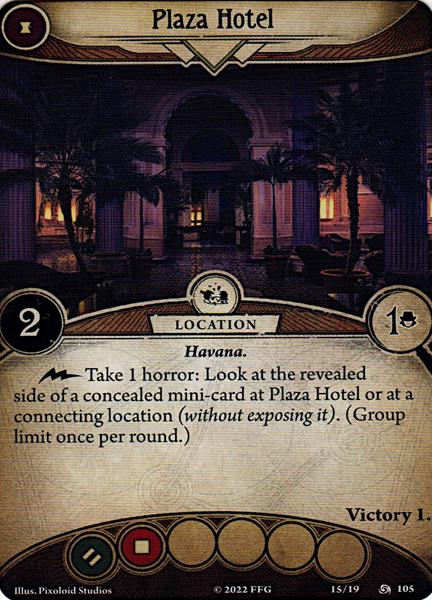 Plaza Hotel
2
LOCATION
1
Havana.
Take 1 horror: Look at the revealed
side of a concealed mini-card at Plaza Hotel or at a
connecting location (without exposing it). (Group
limit once per round.)
Victory 1.
Illus. Pixoloid Studios © 2022 FFG 15/19 105